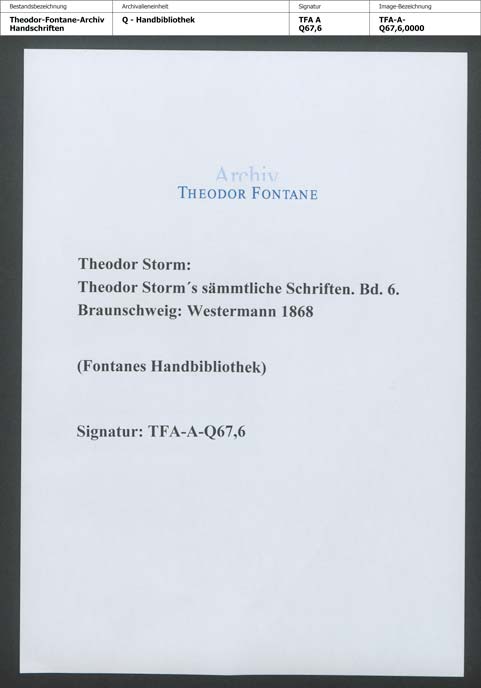 Bestandsbezeichnung Archivalieneinheit Signatur Image-Bezeichnung
Theodor-Fontane-Archiv Q - Handbibliothek TFA A TFA-A-
Handschriften Q67,6 Q67,6,0000
Archiv
THEODOR FONTANE
Theodor Storm:
Theodor Storm´s sämmtliche Schriften. Bd. 6.
Braunschweig: Westermann 1868
(Fontanes Handbibliothek)
Signatur: TFA-A-Q67,6